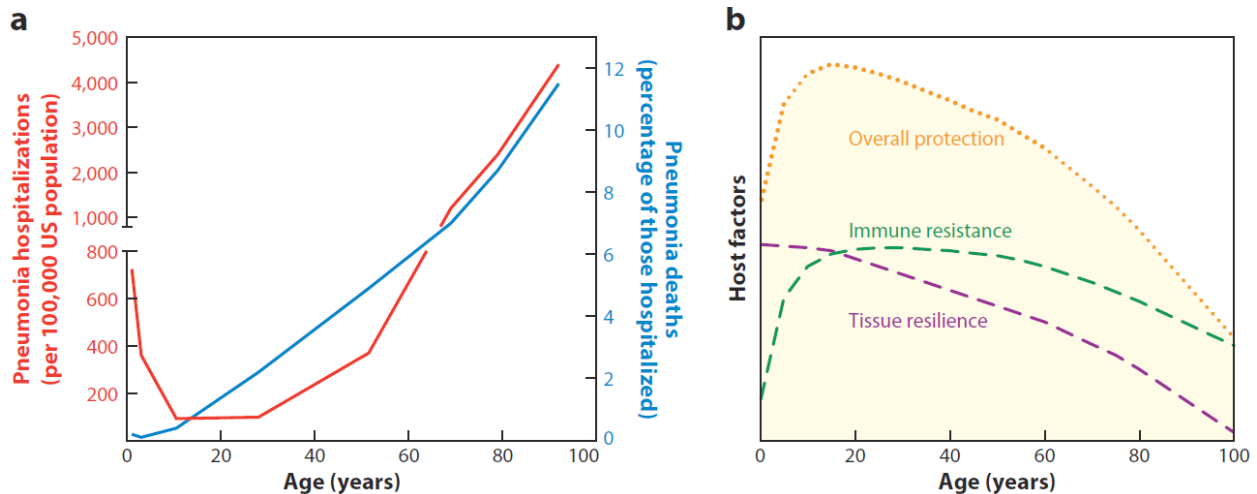 a
Pneumonia hospitalizations
(per 100,000 US population)
5,000
4,000
3,000
2,000
1,000
800
600
400
200
0
20
40
60
80
100
Age (years)
12
10
8
6
4
2
0
Pneumonia deaths
(percentage of those hospitalized)
b
Host factors
Overall protection
Immune resistance
Tissue resilience
0
20
40
60
80
100
Age (years)